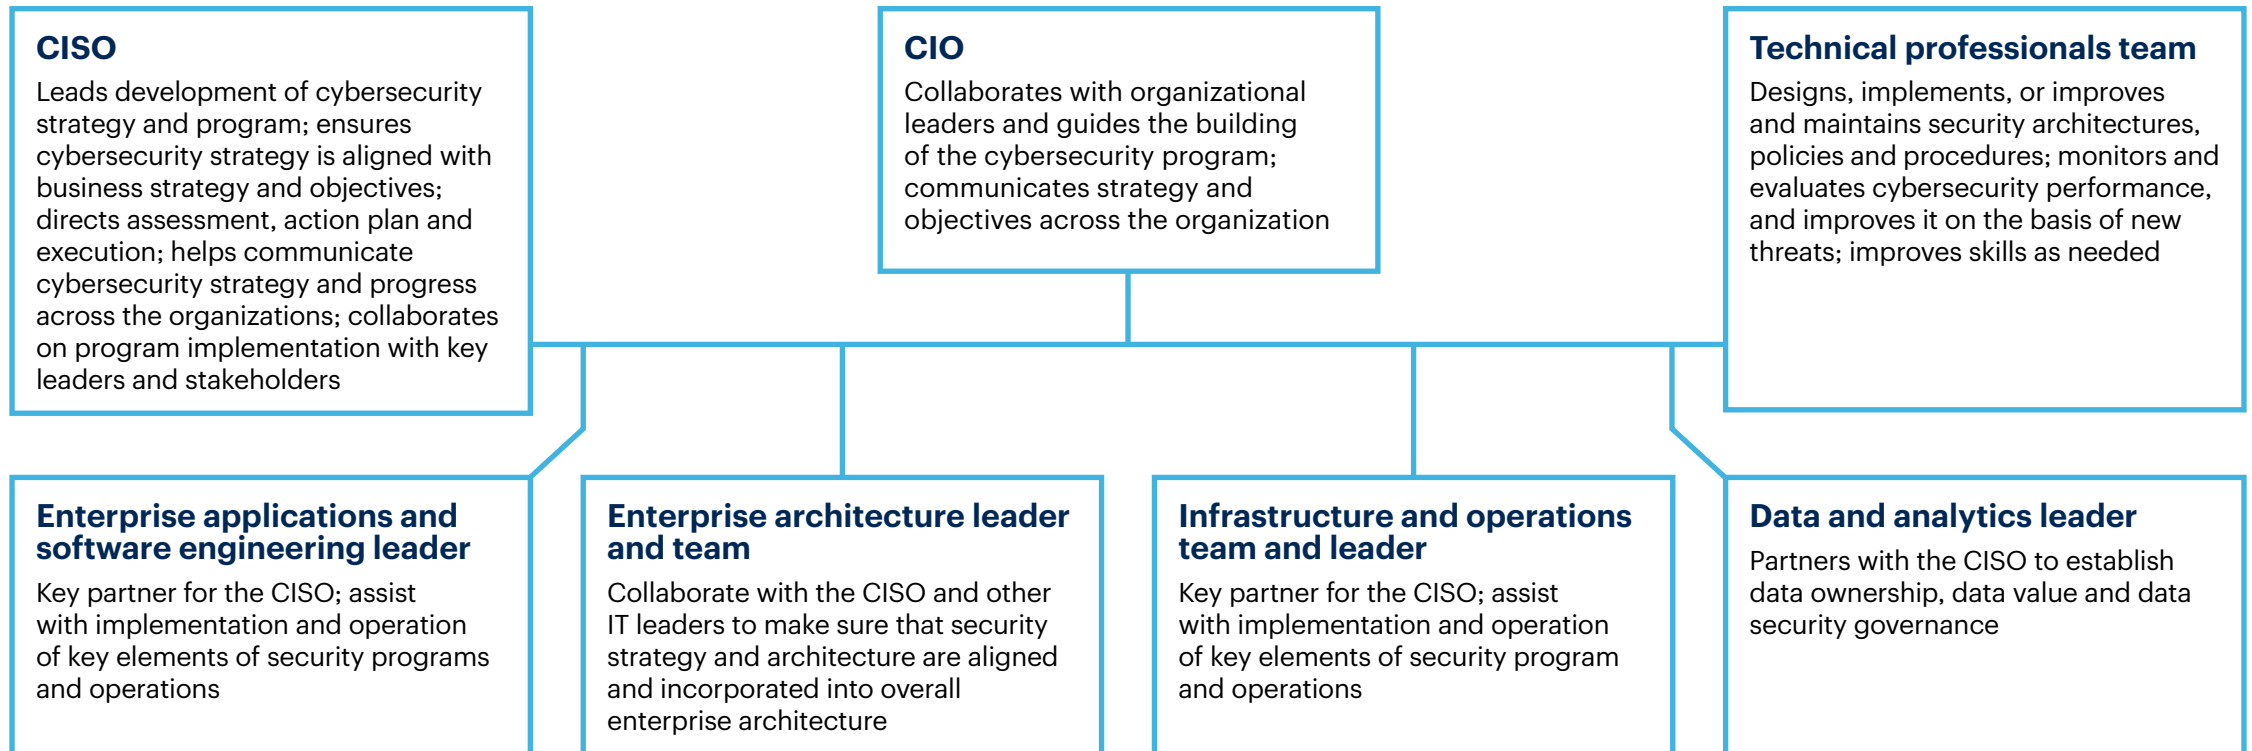 CISO
Leads development of cybersecurity
strategy and program; ensures
cybersecurity strategy is aligned with
business strategy and objectives;
directs assessment, action plan and
execution; helps communicate
cybersecurity strategy and progress
across the organizations; collaborates
on program implementation with key
leaders and stakeholders
CIO
Collaborates with organizational
leaders and guides the building
of the cybersecurity program;
communicates strategy and
objectives across the organization
Technical professionals team
Designs, implements, or improves
and maintains security architectures,
policies and procedures; monitors and
evaluates cybersecurity performance,
and improves it on the basis of new
threats; improves skills as needed
Enterprise applications and
software engineering leader
Key partner for the CISO; assist
with implementation and operation
of key elements of security programs
and operations
Enterprise architecture leader
and team
Collaborate with the CISO and other
IT leaders to make sure that security
strategy and architecture are aligned
and incorporated into overall
enterprise architecture
Infrastructure and operations
team and leader
Key partner for the CISO; assist
with implementation and operation
of key elements of security program
and operations
Data and analytics leader
Partners with the CISO to establish
data ownership, data value and data
security governance